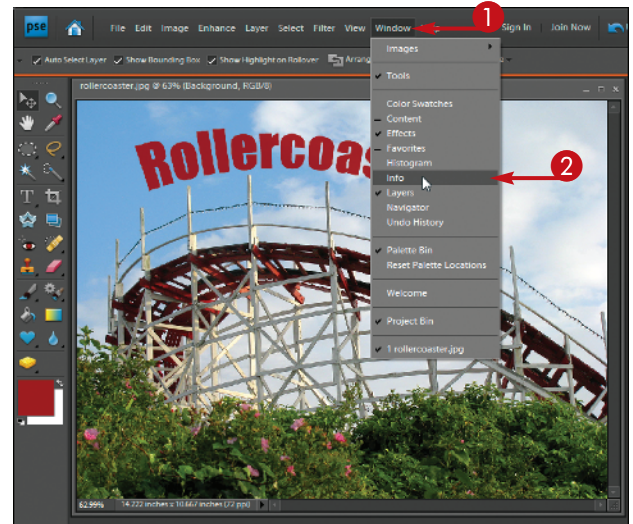 pse File Edit Image Enhance Layer Select Filter View Window Sign In Join Now
1
Auto Select Layer Show Bounding Box Show Highlight on Rollover
rollercoaster.jpg @ 63% (Background, RGB/8)
Images
Tools
Color Swatches
Content
Effects
Favorites
Histogram
Info
2
Layers
Navigator
Undo History
Palette Bin
Reset Palette Locations
Welcome
Project Bin
1 rollercoaster.jpg
Rollercoas
T
62.99% 14.222 inches x 10.667 inches (72 ppi)